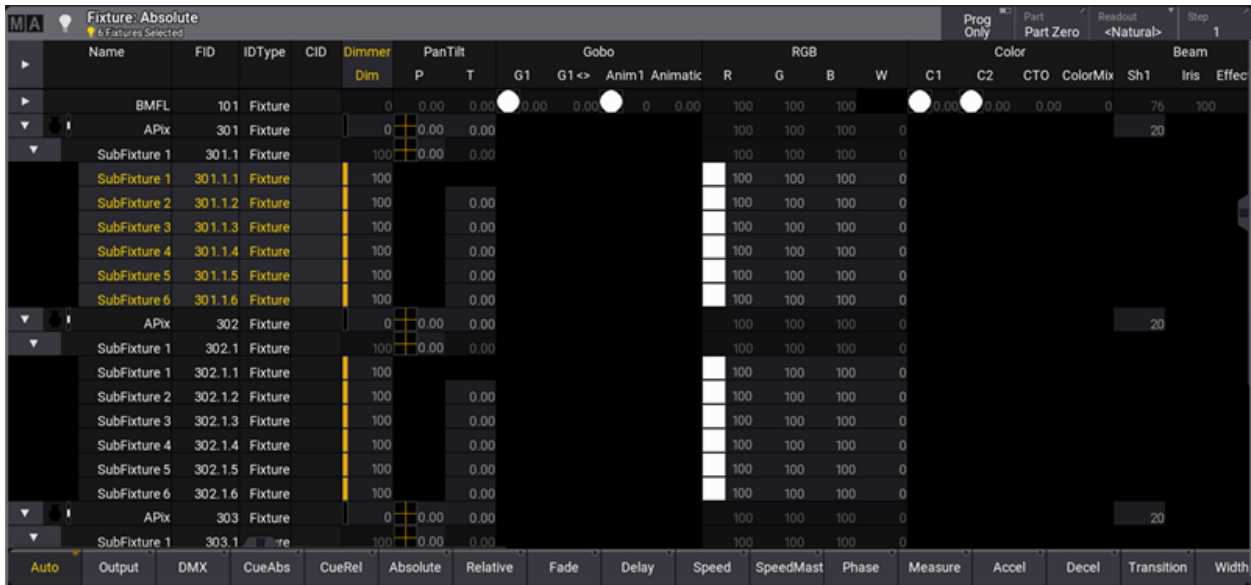 MA Fixture: Absolute Prog Only Part Part Zero Readout <Natural> Step 1
6 Fixtures Selected
Name FID IDType CID Dimmer PanTilt Gobo RGB Color Beam
Dim P T G1 G1<> Anim1 Animatic R G B W C1 C2 CTO ColorMix Sh1 Iris Effec
BMFL 101 Fixture 0 0.00 0.00 0.00 0.00 0 0.00 100 100 100 0.00 0.00 0.00 0 76 100
APix 301 Fixture 0 0.00 0.00 100 100 100 0 20
SubFixture 1 301.1 Fixture 100 0.00 0.00 100 100 100 0
SubFixture 1 301.1.1 Fixture 100 100 100 100 0
SubFixture 2 301.1.2 Fixture 100 0.00 100 100 100 0
SubFixture 3 301.1.3 Fixture 100 0.00 100 100 100 0
SubFixture 4 301.1.4 Fixture 100 0.00 100 100 100 0
SubFixture 5 301.1.5 Fixture 100 0.00 100 100 100 0
SubFixture 6 301.1.6 Fixture 100 0.00 100 100 100 0
APix 302 Fixture 0 0.00 0.00 100 100 100 0 20
SubFixture 1 302.1 Fixture 100 0.00 0.00 100 100 100 0
SubFixture 1 302.1.1 Fixture 100 100 100 100 0
SubFixture 2 302.1.2 Fixture 100 0.00 100 100 100 0
SubFixture 3 302.1.3 Fixture 100 0.00 100 100 100 0
SubFixture 4 302.1.4 Fixture 100 0.00 100 100 100 0
SubFixture 5 302.1.5 Fixture 100 0.00 100 100 100 0
SubFixture 6 302.1.6 Fixture 100 0.00 100 100 100 0
APix 303 Fixture 0 0.00 0.00 100 100 100 0 20
SubFixture 1 303.1 re 100 0.00 0.00 100 100 100 0
Auto Output DMX CueAbs CueRel Absolute Relative Fade Delay Speed SpeedMast Phase Measure Accel Decel Transition Width